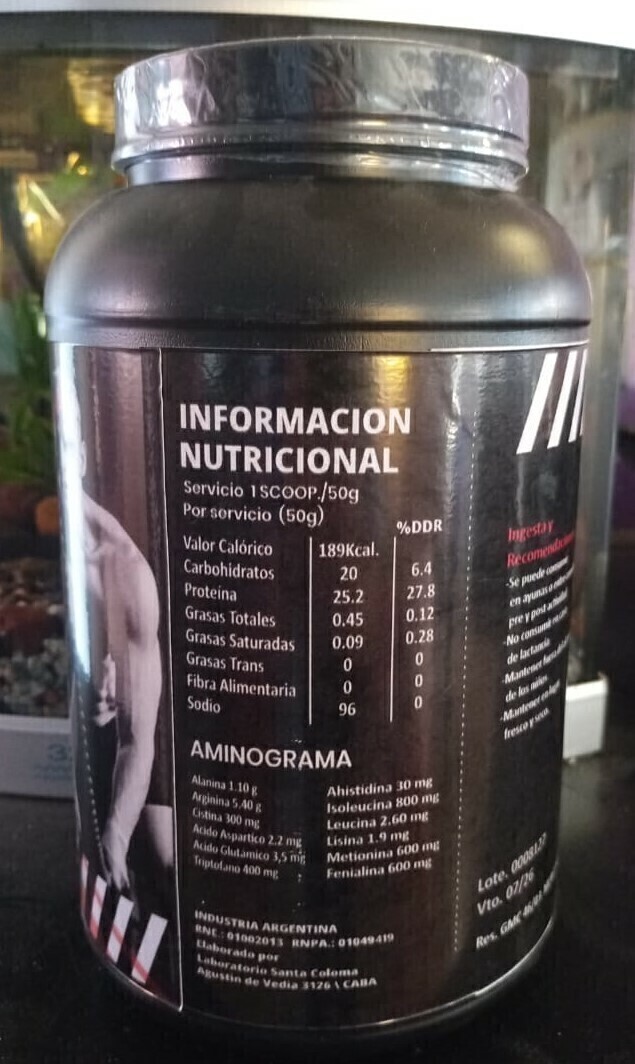 INFORMACION
NUTRICIONAL
Servicio 1 SCOOP./50g
Por servicio (50g)
%DDR
Valor Calórico 189Kcal.
Carbohidratos 20 6.4
Proteína 25.2 27.8
Grasas Totales 0.45 0.12
Grasas Saturadas 0.09 0.28
Grasas Trans 0 0
Fibra Alimentaria 0 0
Sodio 96 0
AMINOGRAMA
Alanina 1.10 g
Arginina 5.40 g
Cistina 300 mg
Acido Aspartico 2.2 mg
Acido Glutámico 3,5 mg
Triptofano 400 mg
Ahistidina 30 mg
Isoleucina 800 mg
Leucina 2.60 mg
Lisina 1.9 mg
Metionina 600 mg
Fenialina 600 mg
INDUSTRIA ARGENTINA
RNE.: 01002013 RNPA.: 01049419
Elaborado por
Laboratorio Santa Coloma
Agustin de Vedia 3126 \ CABA
Ingesta y
-Se puede
en ayunas o
pre y post
-No consumir
de lactancia
-Mantener
de los niños
-Mantener en
fresco y seco.
Lote. 0008127
Vto. 07/26
Res. GMC